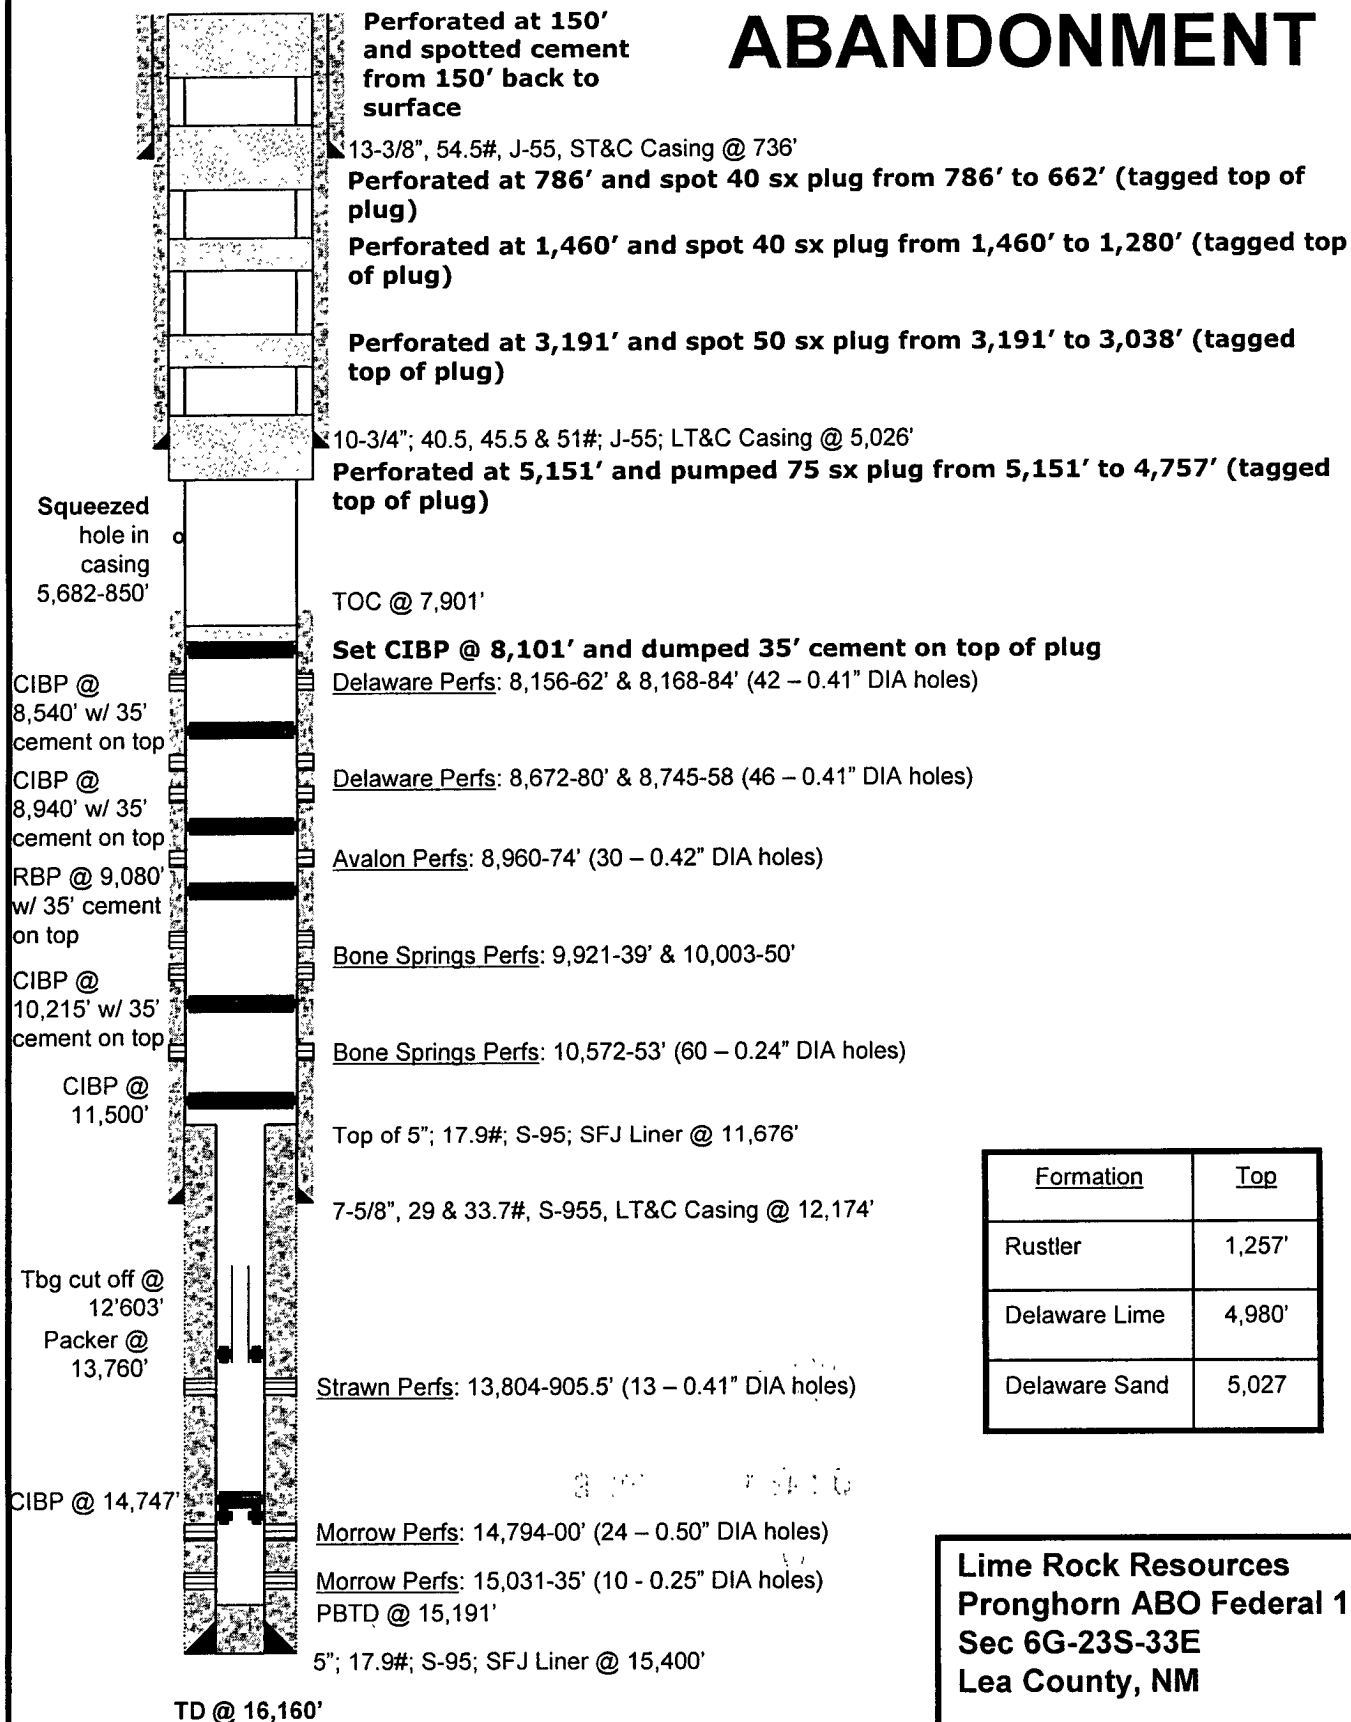 ABANDONMENT
Perforated at 150'
and spotted cement
from 150' back to
surface
13-3/8", 54.5#, J-55, ST&C Casing @ 736'
Perforated at 786' and spot 40 sx plug from 786' to 662' (tagged top of
plug)
Perforated at 1,460' and spot 40 sx plug from 1,460' to 1,280' (tagged top
of plug)
Perforated at 3,191' and spot 50 sx plug from 3,191' to 3,038' (tagged
top of plug)
10-3/4"; 40.5, 45.5 & 51#; J-55; LT&C Casing @ 5,026'
Perforated at 5,151' and pumped 75 sx plug from 5,151' to 4,757' (tagged
top of plug)
Squeezed
hole in
casing
5,682-850'
TOC @ 7,901'
Set CIBP @ 8,101' and dumped 35' cement on top of plug
Delaware Perfs: 8,156-62' & 8,168-84' (42 – 0.41" DIA holes)
CIBP @
8,540' w/ 35'
cement on top
Delaware Perfs: 8,672-80' & 8,745-58 (46 – 0.41" DIA holes)
CIBP @
8,940' w/ 35'
cement on top
Avalon Perfs: 8,960-74' (30 – 0.42" DIA holes)
RBP @ 9,080'
w/ 35' cement
on top
Bone Springs Perfs: 9,921-39' & 10,003-50'
CIBP @
10,215' w/ 35'
cement on top
Bone Springs Perfs: 10,572-53' (60 – 0.24" DIA holes)
CIBP @
11,500'
Top of 5"; 17.9#; S-95; SFJ Liner @ 11,676'
7-5/8", 29 & 33.7#, S-955, LT&C Casing @ 12,174'
Formation Top
Rustler 1,257'
Delaware Lime 4,980'
Delaware Sand 5,027
Tbg cut off @
12'603'
Packer @
13,760'
Strawn Perfs: 13,804-905.5' (13 – 0.41" DIA holes)
CIBP @ 14,747'
Morrow Perfs: 14,794-00' (24 – 0.50" DIA holes)
Morrow Perfs: 15,031-35' (10 - 0.25" DIA holes)
PBTD @ 15,191'
5"; 17.9#; S-95; SFJ Liner @ 15,400'
TD @ 16,160'
Lime Rock Resources
Pronghorn ABO Federal 1
Sec 6G-23S-33E
Lea County, NM